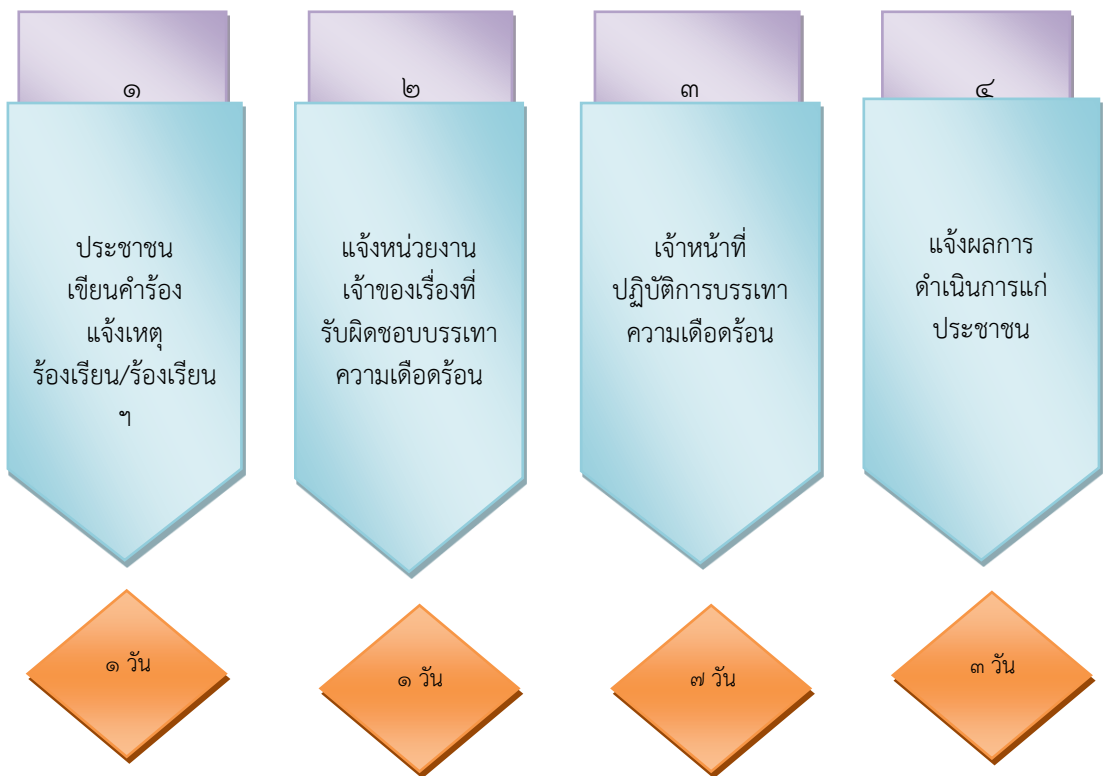 ๑
ประชาชน
เขียนคำร้อง
แจ้งเหตุ
ร้องเรียน/ร้องเรียน
ฯ
๑ วัน
๒
แจ้งหน่วยงาน
เจ้าของเรื่องที่
รับผิดชอบบรรเทา
ความเดือดร้อน
๑ วัน
๓
เจ้าหน้าที่
ปฏิบัติการบรรเทา
ความเดือดร้อน
๗ วัน
๔
แจ้งผลการ
ดำเนินการแก่
ประชาชน
๓ วัน